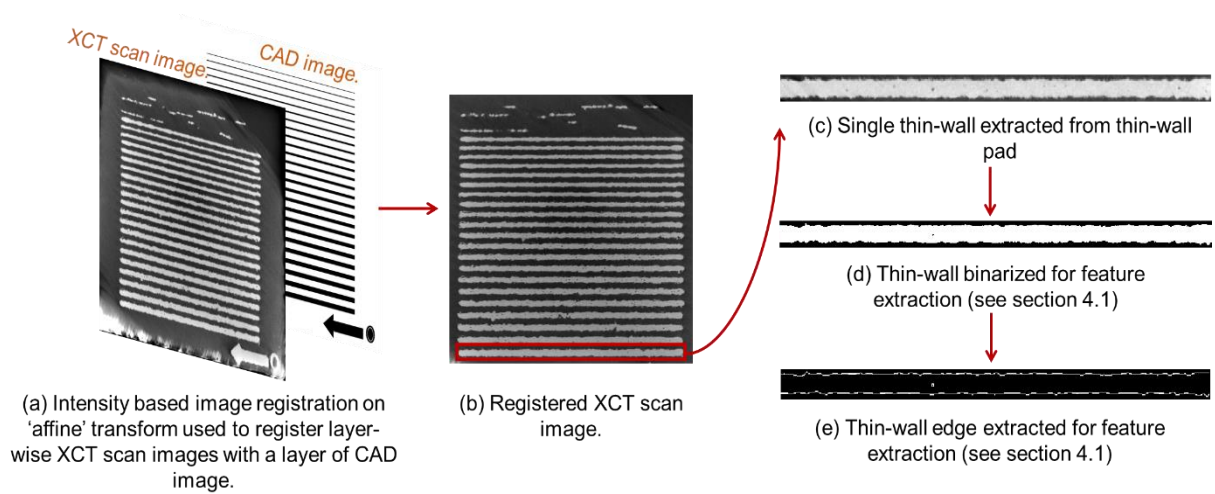 XCT scan image.
CAD image.
(a) Intensity based image registration on
‘affine’ transform used to register layer-
wise XCT scan images with a layer of CAD
image.
(b) Registered XCT scan
image.
(c) Single thin-wall extracted from thin-wall
pad
(d) Thin-wall binarized for feature
extraction (see section 4.1)
(e) Thin-wall edge extracted for feature
extraction (see section 4.1)